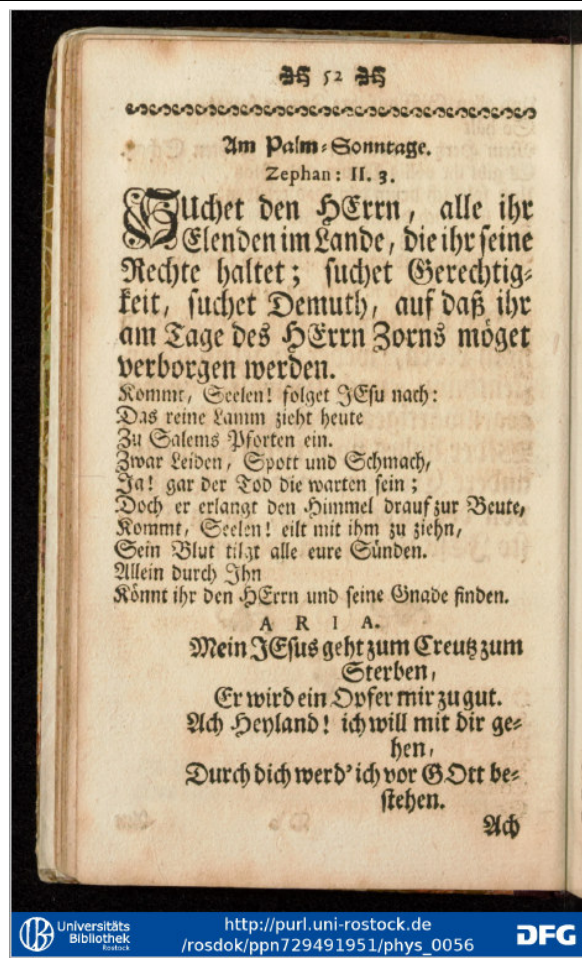 52
Am Palm-Sonntage.
Zephan: II. 3.
SUchet den HErrn, alle ihr
Elenden im Lande, die ihr seine
Rechte haltet; suchet Gerechtig-
keit, suchet Demuth, auf daß ihr
am Tage des HErrn Zorns möget
verborgen werden.
Kommt, Seelen! folget JEsu nach:
Das reine Lamm zieht heute
Zu Salems Pforten ein.
Zwar Leiden, Spott und Schmach,
Ja! gar der Tod die warten sein;
Doch er erlangt den Himmel drauf zur Beute,
Kommt, Seelen! eilt mit ihm zu ziehn,
Sein Blut tilgt alle eure Sünden.
Allein durch Ihn
Könnt ihr den HErrn und seine Gnade finden.
ARIA.
Mein JEsus geht zum Creutz zum
Sterben,
Er wird ein Opfer mir zu gut.
Ach Heyland! ich will mit dir ge-
hen,
Durch dich werd' ich vor GOtt be-
stehen.
Ach
Universitäts
Bibliothek
Rostock
http://purl.uni-rostock.de
/rosdok/ppn729491951/phys_0056
DFG